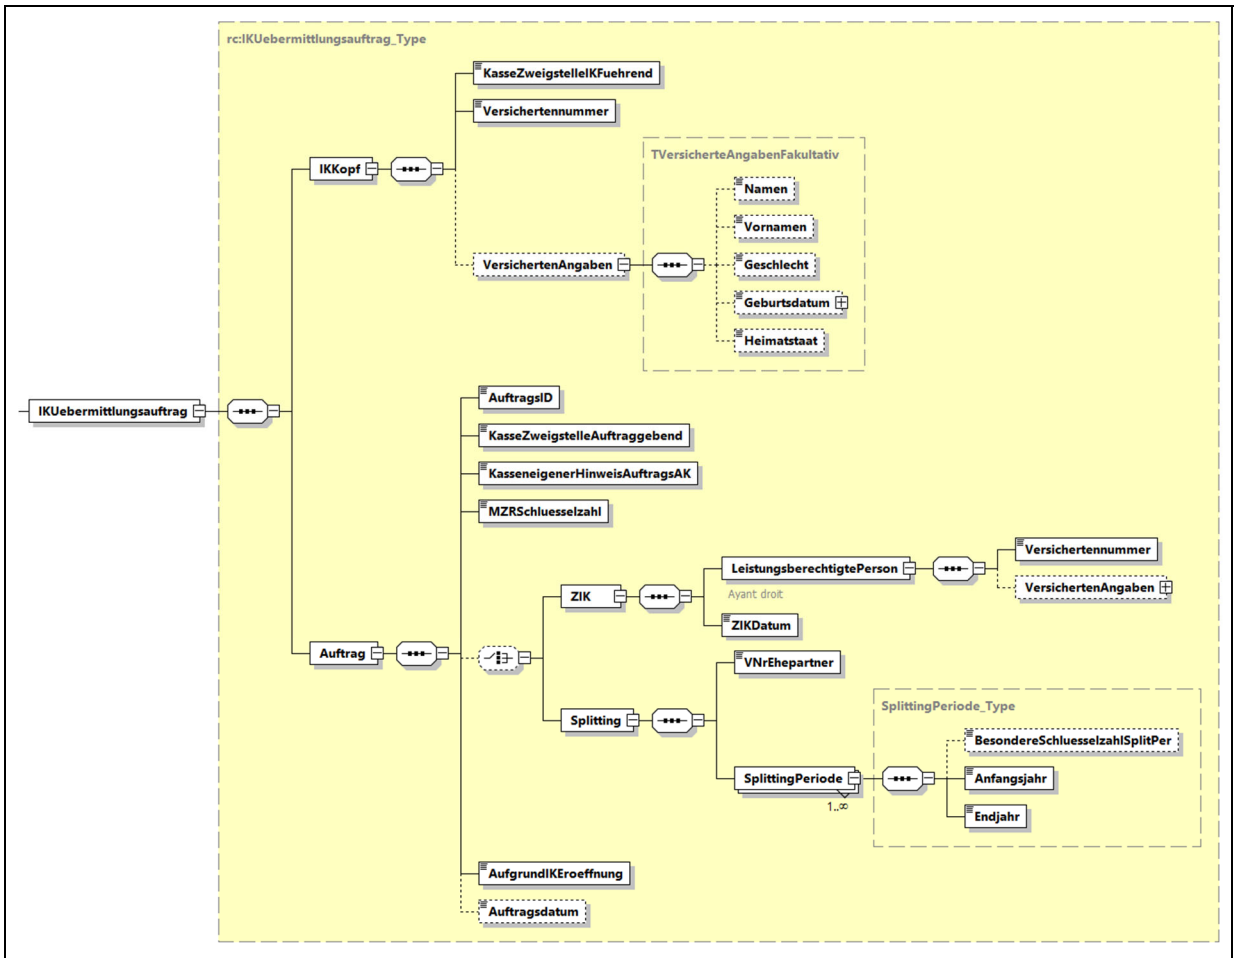 rc:IKUebermittlungsauftrag_Type
KasseZweigstelleIKFuehrend
Versichertennummer
IKKopf
TVersicherteAngabenFakultativ
Namen
Vornamen
VersichertenAngaben
Geschlecht
Geburtsdatum
Heimatstaat
IKUebermittlungsauftrag
AuftragsID
KasseZweigstelleAuftraggebend
KasseneigenerHinweisAuftragsAK
MZRSchluesselzahl
LeistungsberechtigtePerson
Ayant droit
Versichertennummer
VersichertenAngaben
ZIK
ZIKDatum
Auftrag
VNrEhepartner
Splitting
SplittingPeriode_Type
BesondereSchluesselzahlSplitPer
SplittingPeriode
1..∞
Anfangsjahr
Endjahr
AufgrundIKEroeffnung
Auftragsdatum